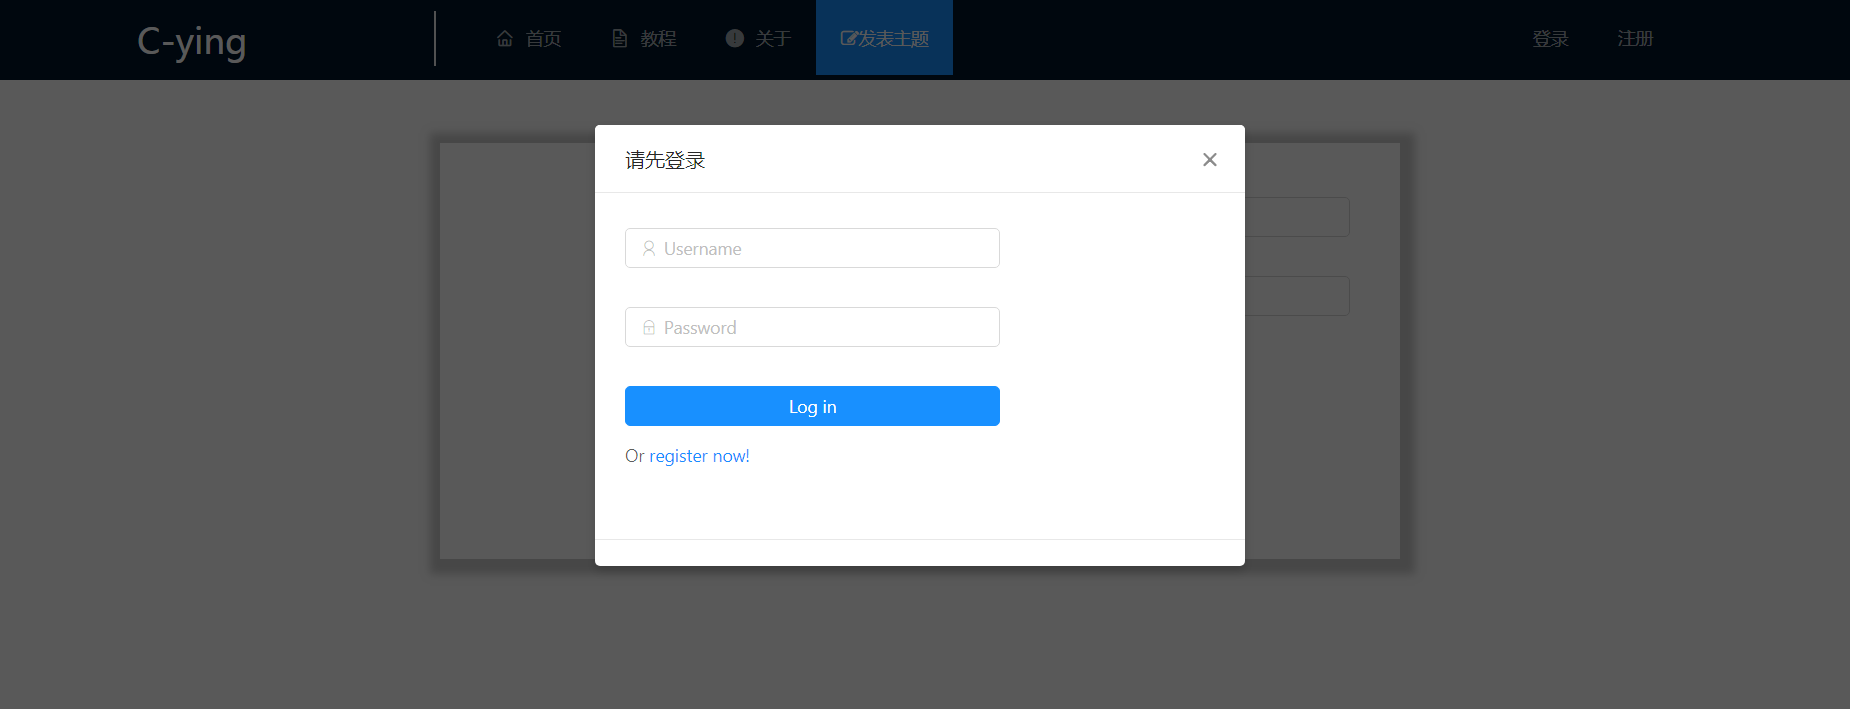 C-ying
首页
教程
关于
发表主题
登录
注册
请先登录
Username
Password
Log in
Or register now!